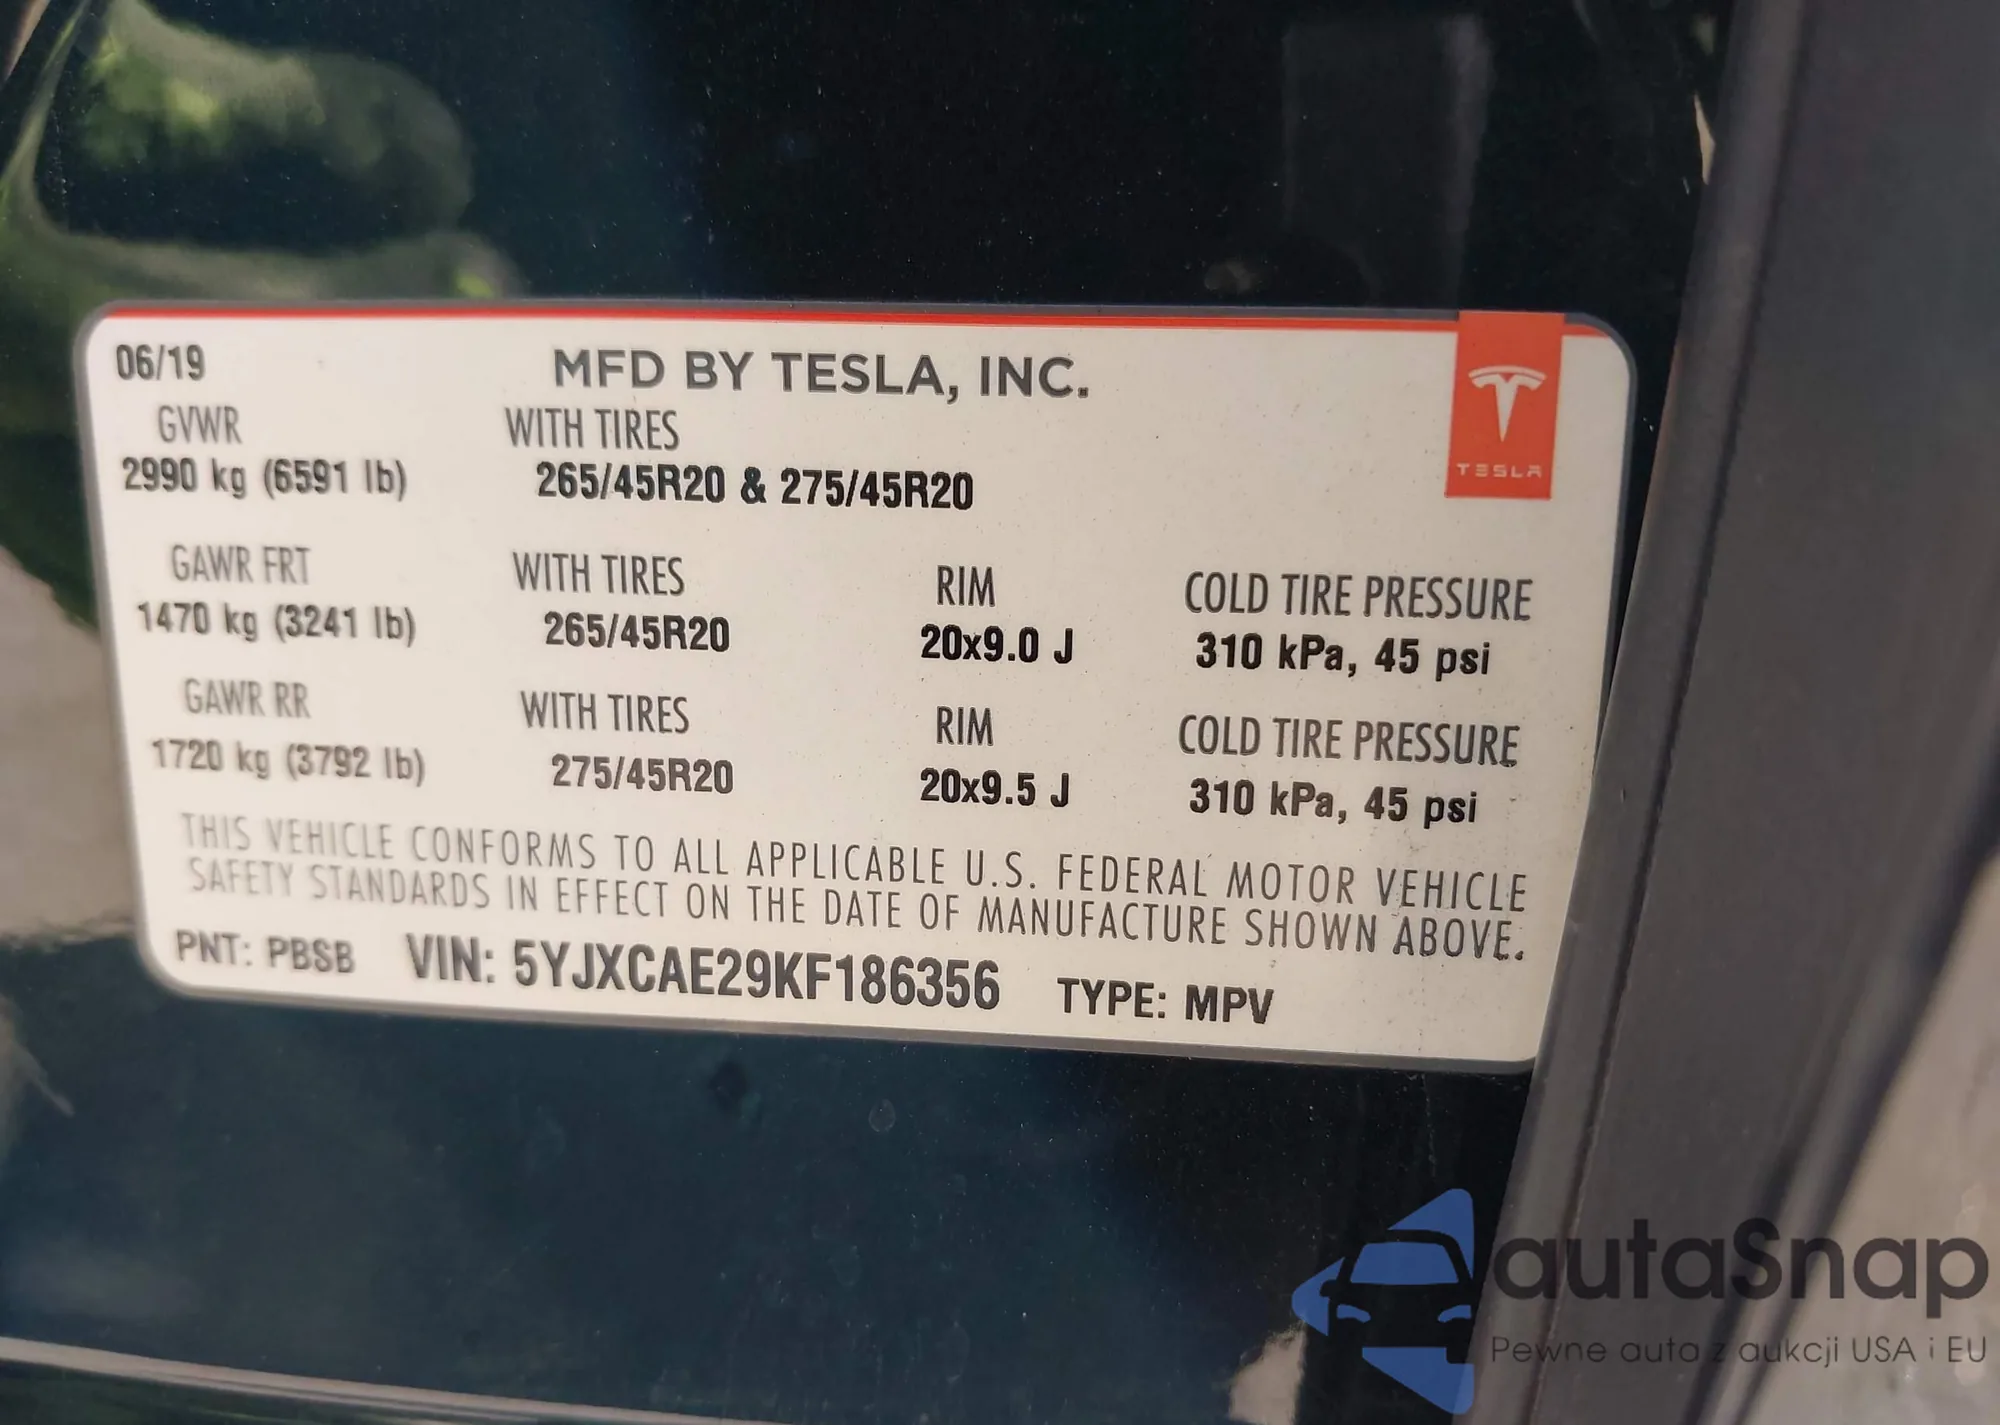 06/19 MFD BY TESLA, INC.
GVWR WITH TIRES
2990 kg (6591 lb) 265/45R20 & 275/45R20
TESLA
GAWR FRT WITH TIRES RIM COLD TIRE PRESSURE
1470 kg (3241 lb) 265/45R20 20x9.0 J 310 kPa, 45 psi
GAWR RR WITH TIRES RIM COLD TIRE PRESSURE
1720 kg (3792 lb) 275/45R20 20x9.5 J 310 kPa, 45 psi
THIS VEHICLE CONFORMS TO ALL APPLICABLE U.S. FEDERAL MOTOR VEHICLE
SAFETY STANDARDS IN EFFECT ON THE DATE OF MANUFACTURE SHOWN ABOVE.
PNT: PBSB VIN: 5YJXCAE29KF186356 TYPE: MPV
autaSnap
Pewne auta z aukcji USA i EU